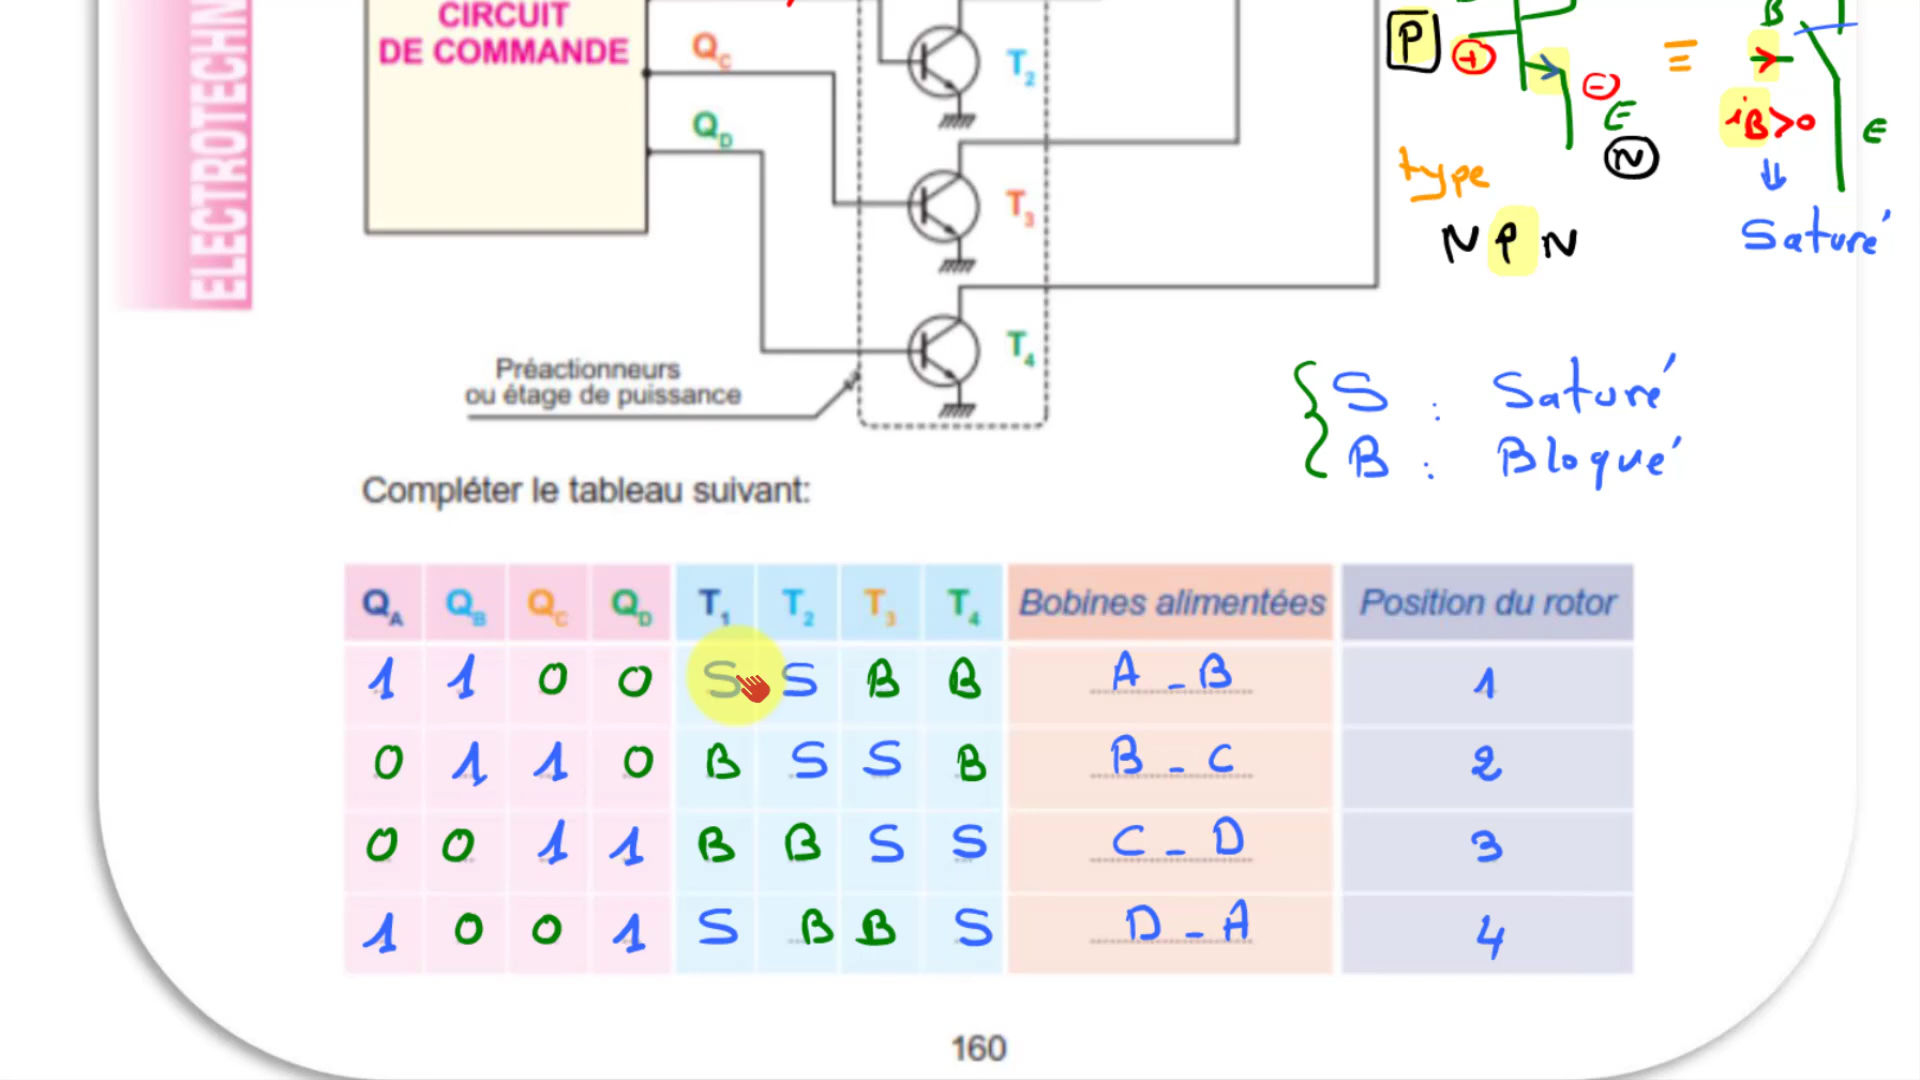 ELECTROTECHN
CIRCUIT
DE COMMANDE
QC
QD
T2
T3
T4
Préactionneurs
ou étage de puissance
P
+
-
E
N
type
N P N
≡
B
iB>0
E
⇓
Saturé
S : Saturé
B : Bloqué
Compléter le tableau suivant:
QA QB QC QD T1 T2 T3 T4 Bobines alimentées Position du rotor
1 1 0 0 S S B B A - B 1
0 1 1 0 B S S B B - C 2
0 0 1 1 B B S S C - D 3
1 0 0 1 S B B S D - A 4
160